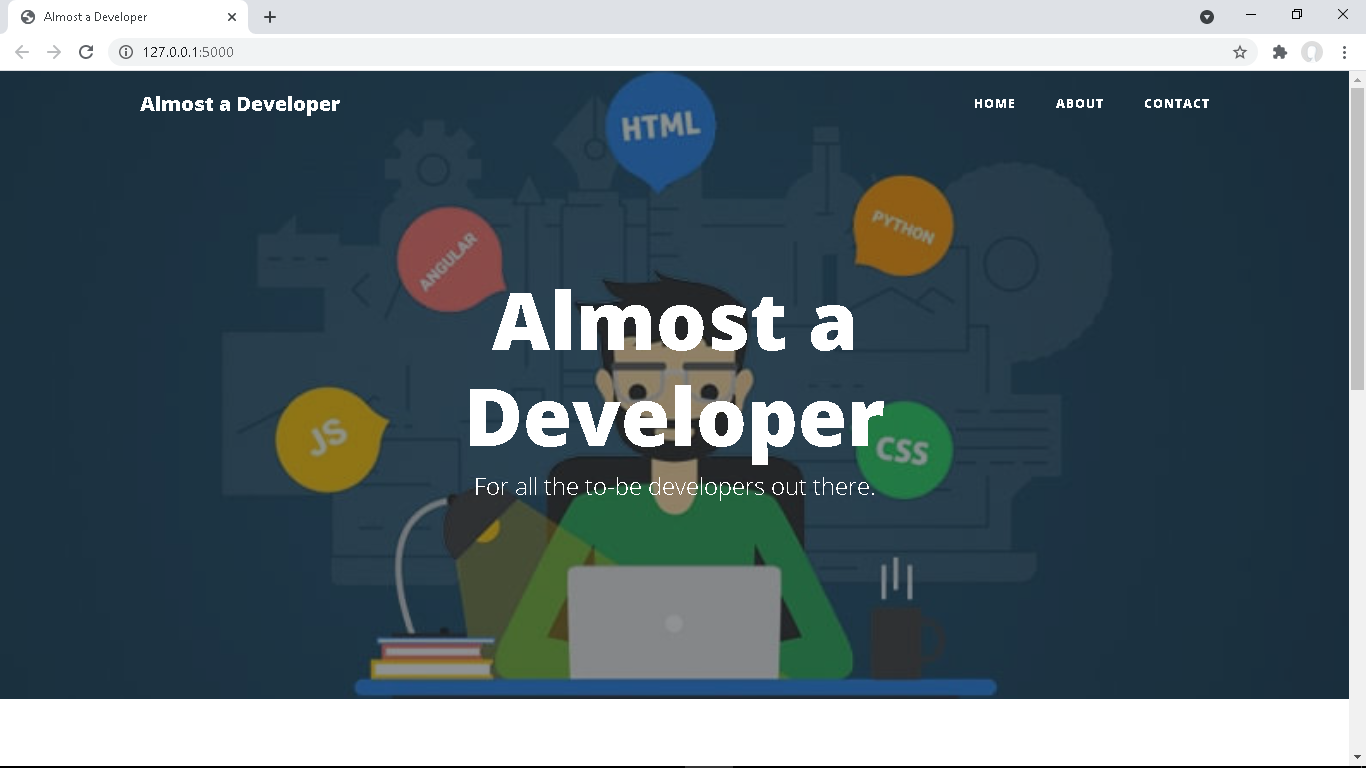 Almost a Developer
127.0.0.1:5000
Almost a Developer
HOME ABOUT CONTACT
HTML
PYTHON
ANGULAR
Almost a
Developer
JS
CSS
For all the to-be developers out there.